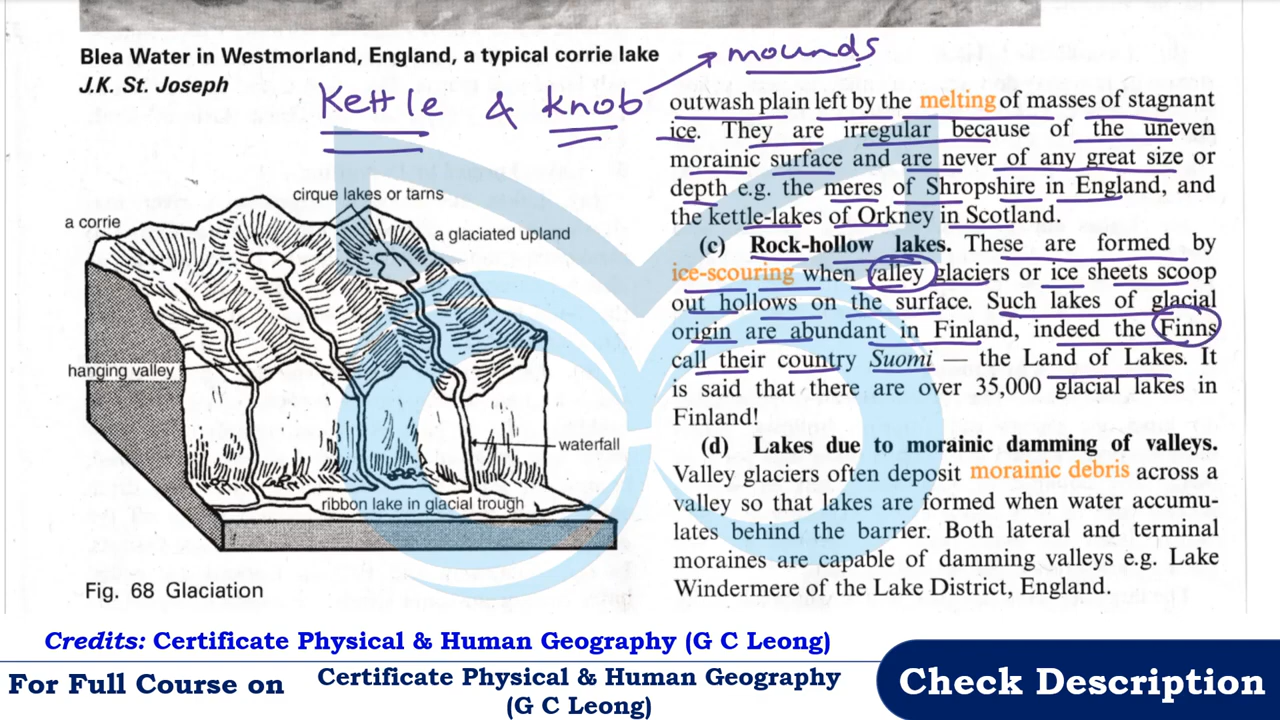 Blea Water in Westmorland, England, a typical corrie lake
J.K. St. Joseph
Kettle & knob
mounds
cirque lakes or tarns
a corrie
a glaciated upland
hanging valley
waterfall
ribbon lake in glacial trough
Fig. 68 Glaciation
outwash plain left by the melting of masses of stagnant
ice. They are irregular because of the uneven
morainic surface and are never of any great size or
depth e.g. the meres of Shropshire in England, and
the kettle-lakes of Orkney in Scotland.
(c) Rock-hollow lakes. These are formed by
ice-scouring when valley glaciers or ice sheets scoop
out hollows on the surface. Such lakes of glacial
origin are abundant in Finland, indeed the Finns
call their country Suomi — the Land of Lakes. It
is said that there are over 35,000 glacial lakes in
Finland!
(d) Lakes due to morainic damming of valleys.
Valley glaciers often deposit morainic debris across a
valley so that lakes are formed when water accumu-
lates behind the barrier. Both lateral and terminal
moraines are capable of damming valleys e.g. Lake
Windermere of the Lake District, England.
Credits: Certificate Physical & Human Geography (G C Leong)
For Full Course on
Certificate Physical & Human Geography
(G C Leong)
Check Description